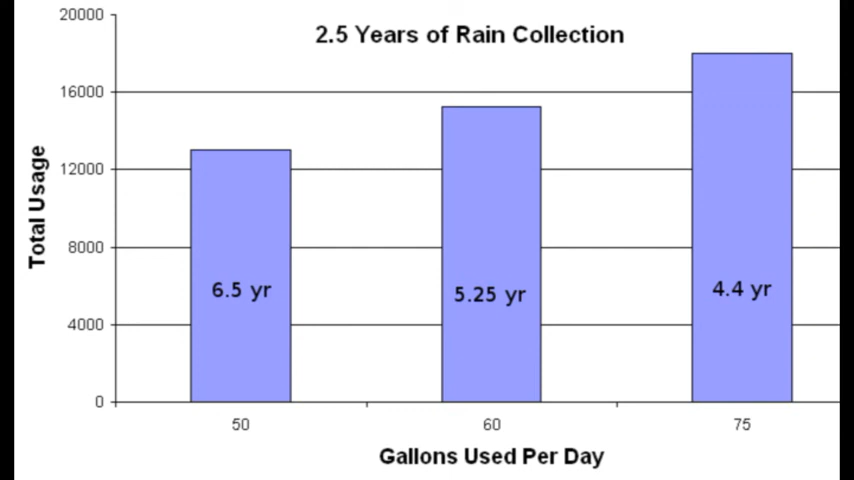 2.5 Years of Rain Collection
20000
16000
12000
8000
4000
0
Total Usage
6.5 yr
5.25 yr
4.4 yr
50
60
75
Gallons Used Per Day